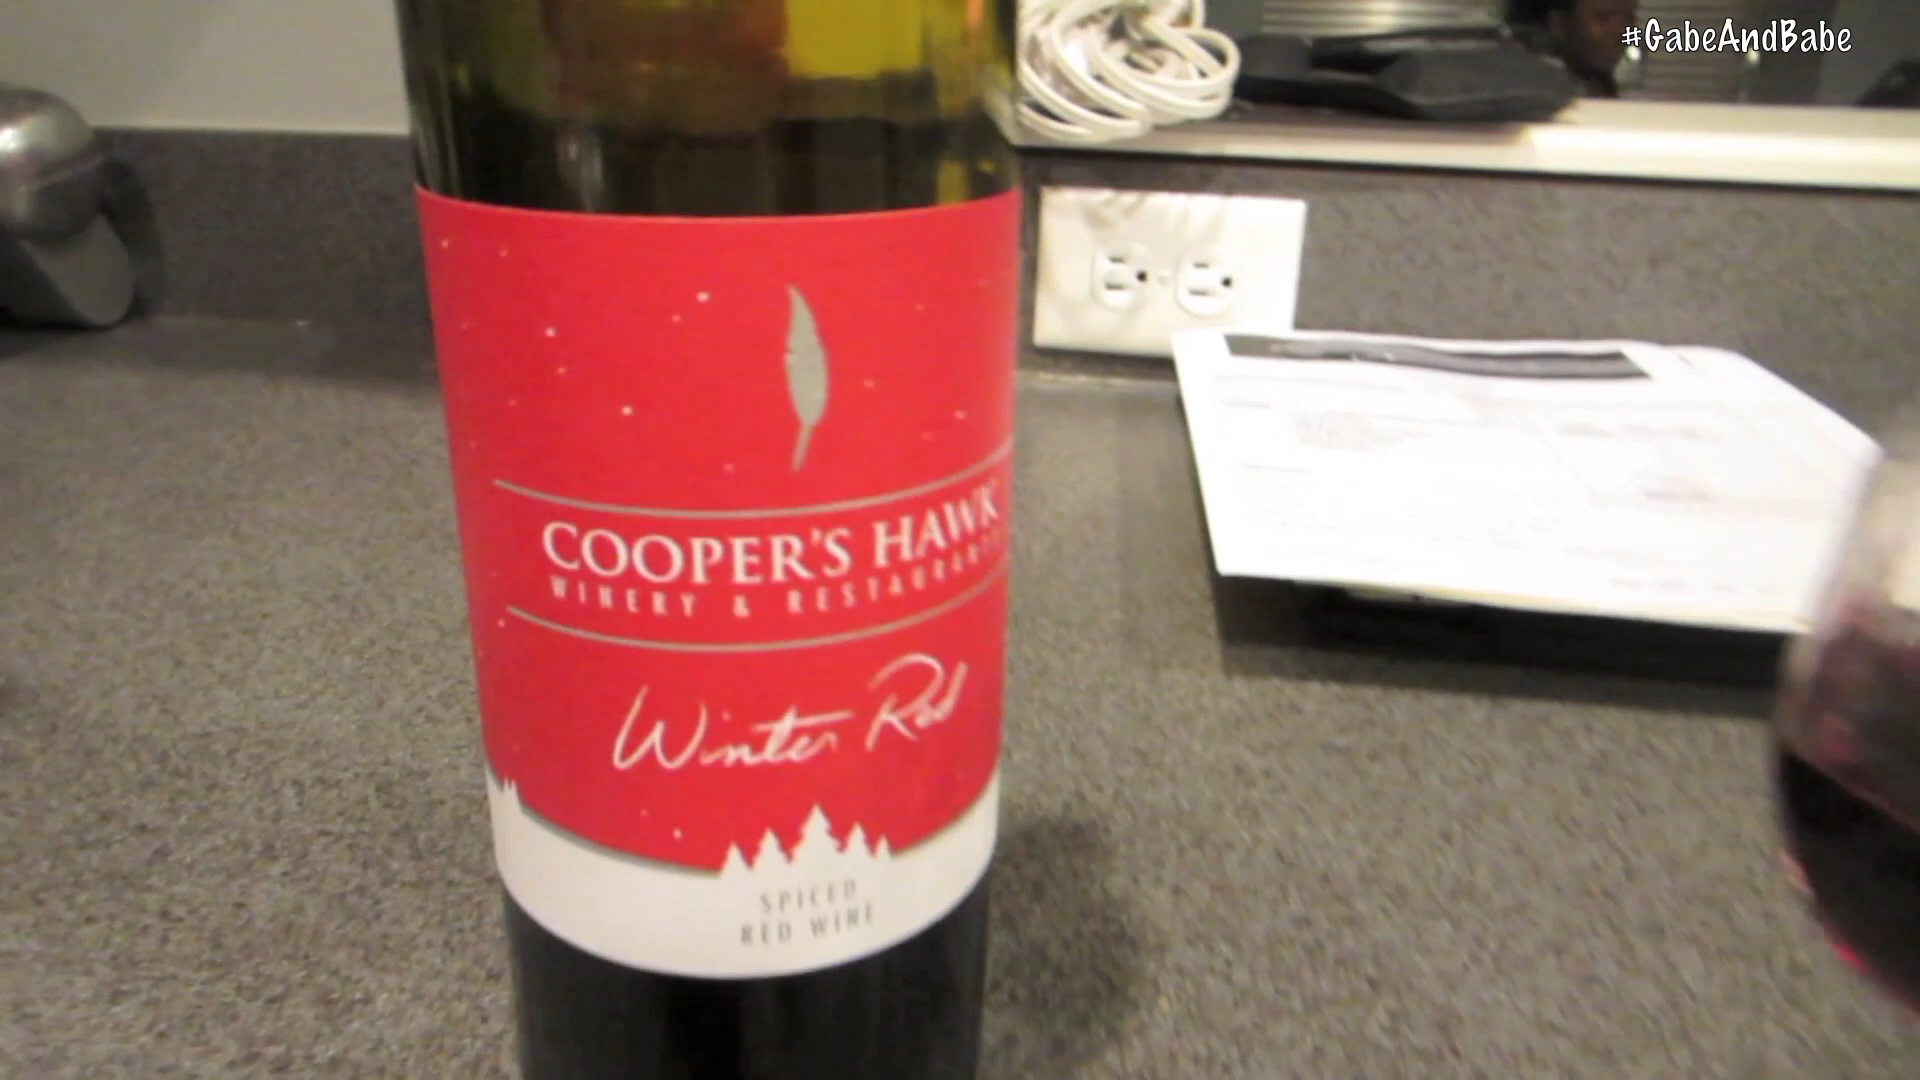 #GabeAndBabe
COOPER'S HAWK
WINERY & RESTAURANTS
Winter Red
SPICED
RED WINE